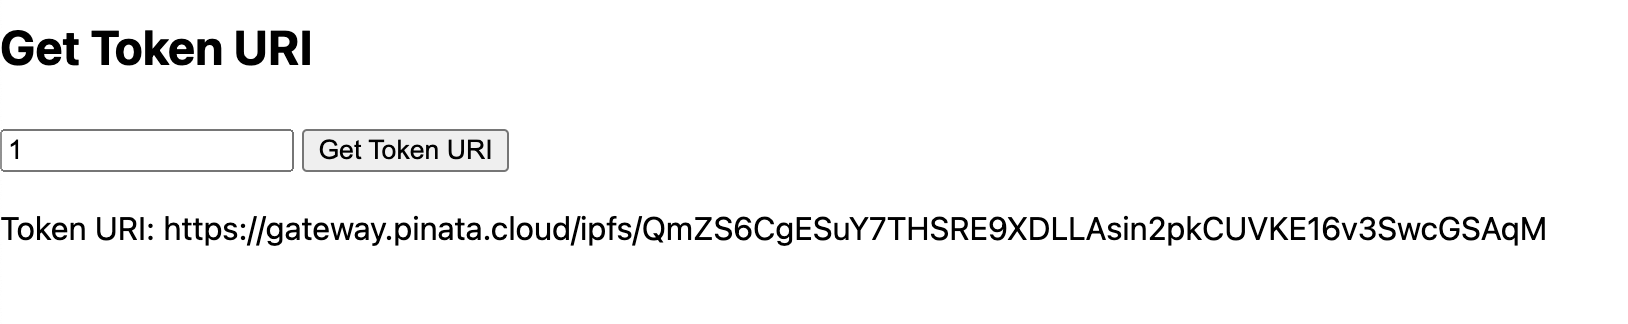 Get Token URI
1
Get Token URI
Token URI: https://gateway.pinata.cloud/ipfs/QmZS6CgESuY7THSRE9XDLLAsin2pkCUVKE16v3SwcGSAqM